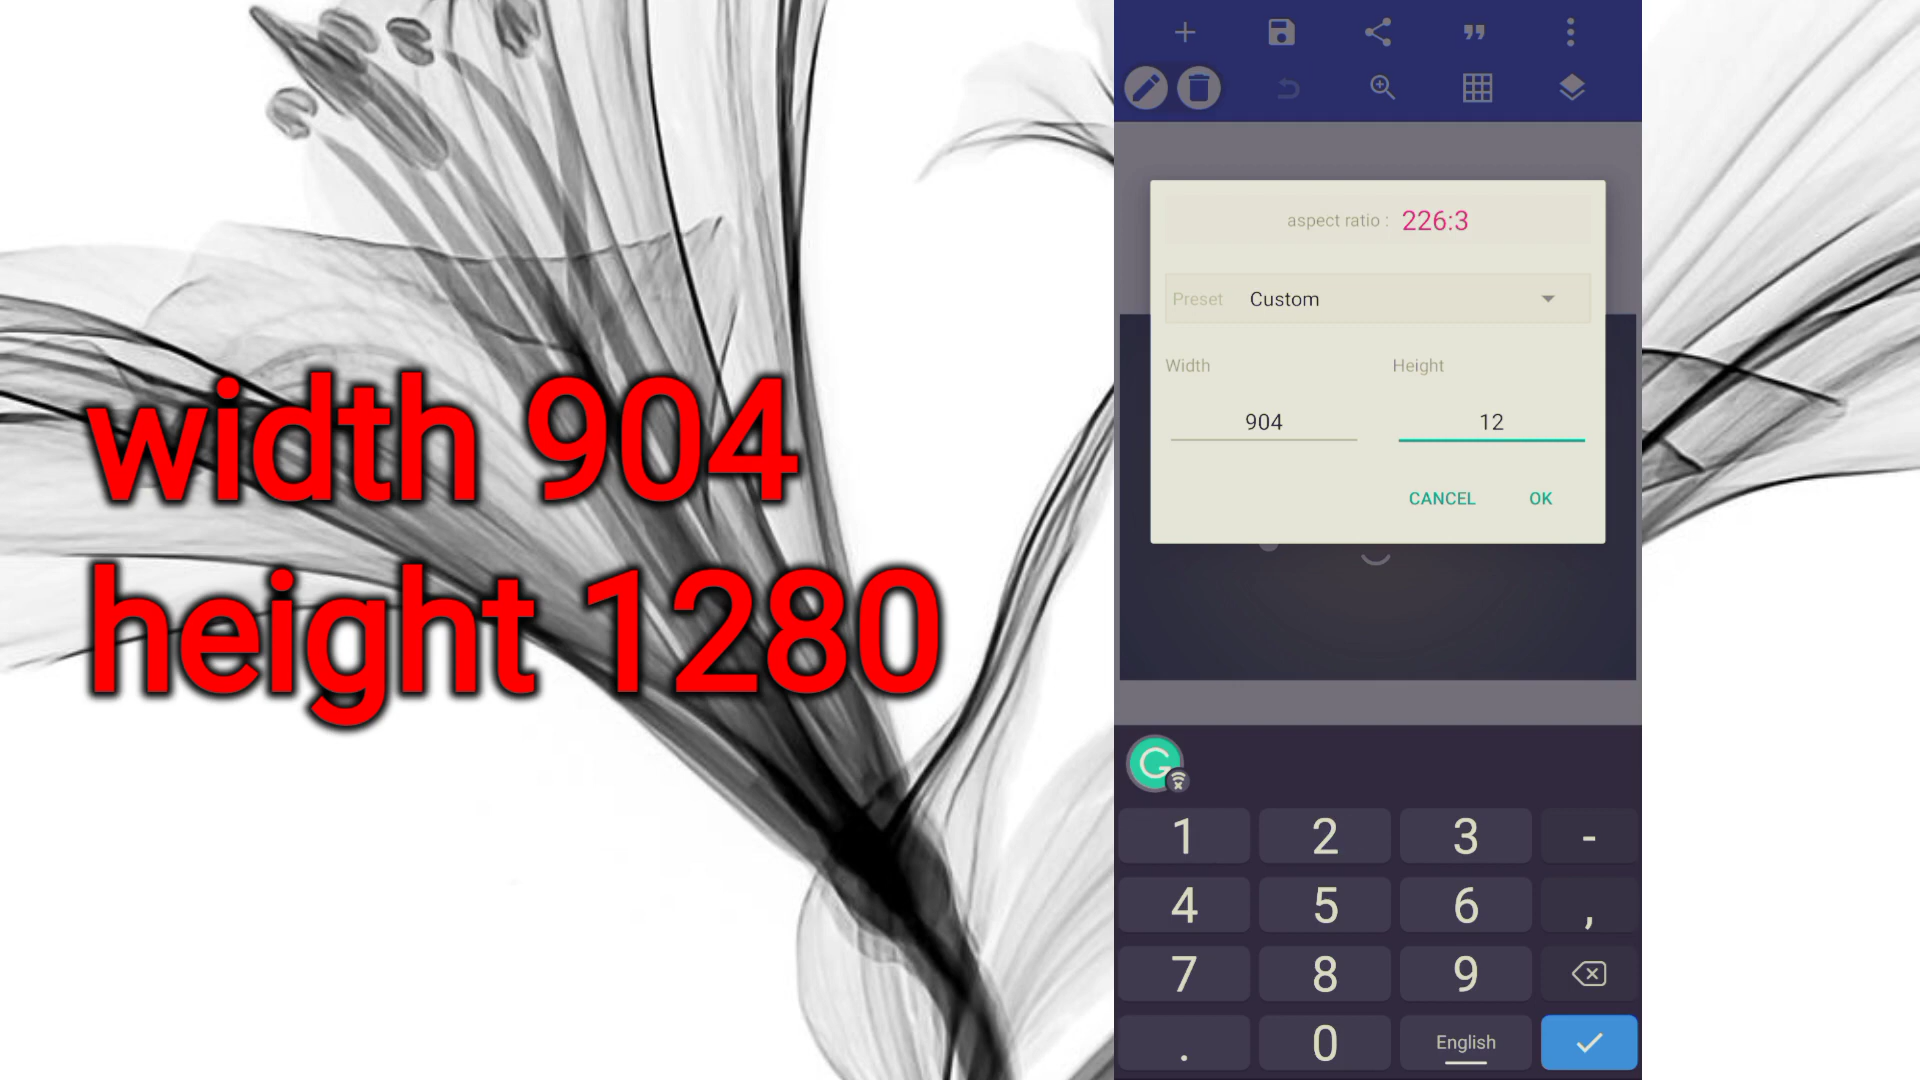 width 904
height 1280
aspect ratio : 226:3
Preset Custom
Width Height
904 12
CANCEL OK
1 2 3 -
4 5 6 ,
7 8 9
. 0 English